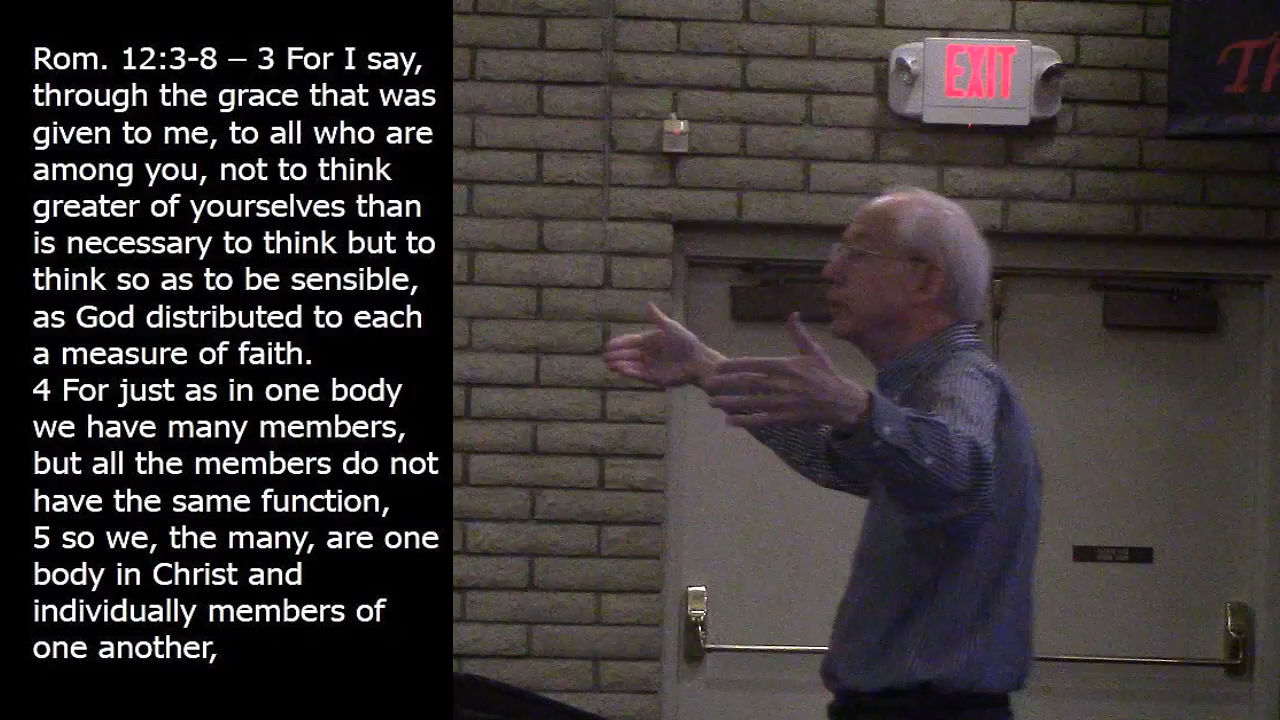 Rom. 12:3-8 – 3 For I say,
through the grace that was
given to me, to all who are
among you, not to think
greater of yourselves than
is necessary to think but to
think so as to be sensible,
as God distributed to each
a measure of faith.
4 For just as in one body
we have many members,
but all the members do not
have the same function,
5 so we, the many, are one
body in Christ and
individually members of
one another,
EXIT